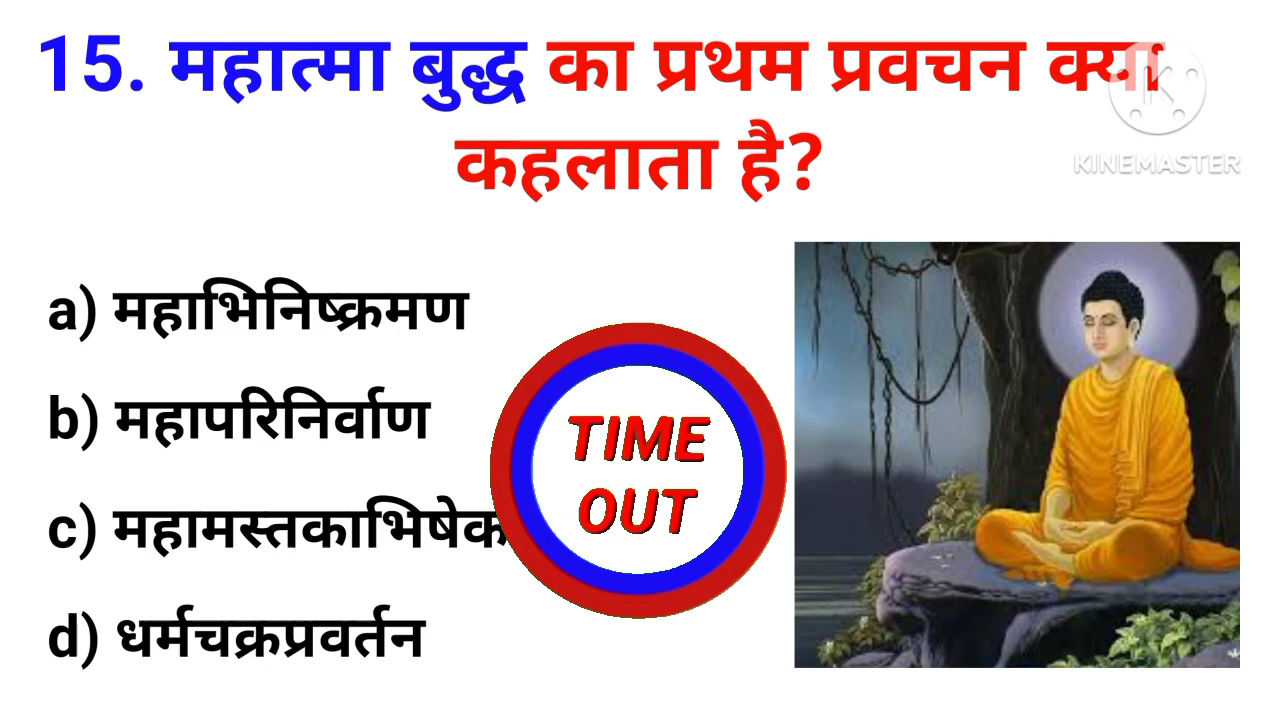 15. महात्मा बुद्ध का प्रथम प्रवचन क्या
कहलाता है?
KINEMASTER
a) महाभिनिष्क्रमण
b) महापरिनिर्वाण
c) महामस्तकाभिषेक
d) धर्मचक्रप्रवर्तन
TIME
OUT